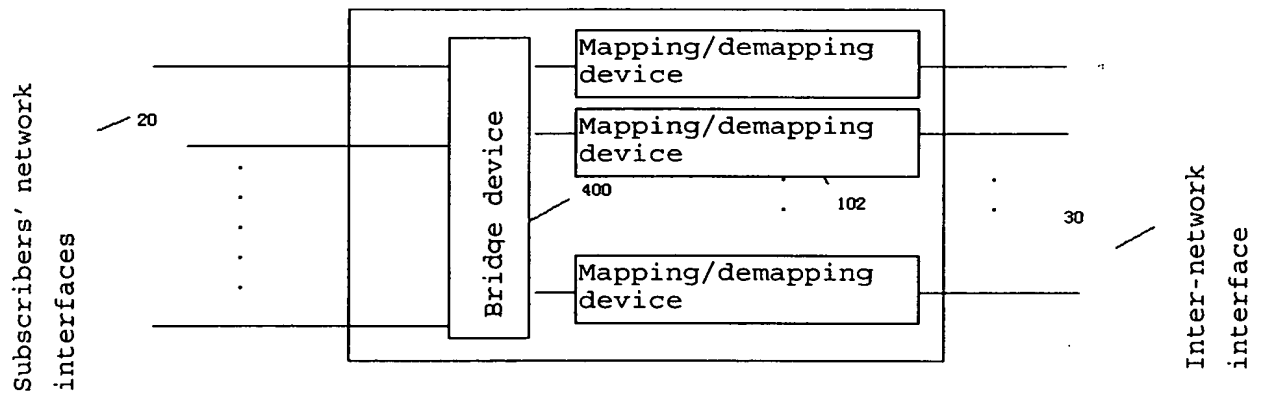 Subscribers' network
interfaces
20
Bridge device
400
Mapping/demapping
device
Mapping/demapping
device
102
Mapping/demapping
device
30
Inter-network
interface